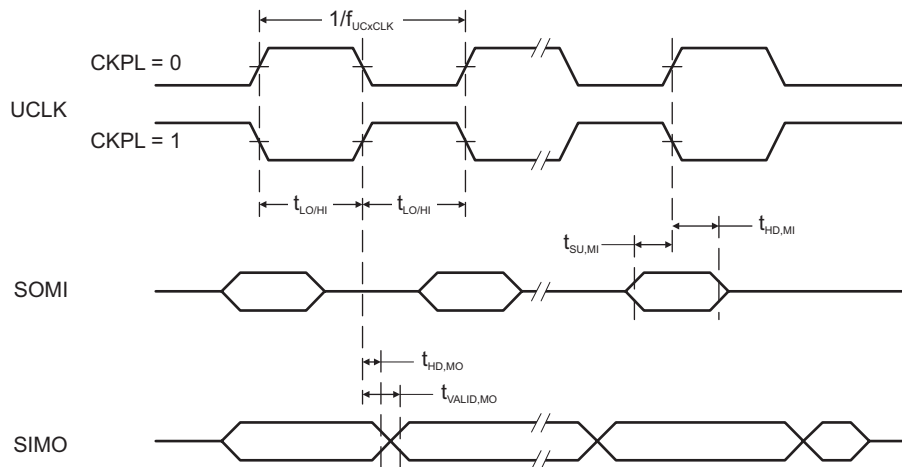 1/fUCxCLK
CKPL = 0
UCLK
CKPL = 1
tLO/HI
tLO/HI
tHD,MI
tSU,MI
SOMI
tHD,MO
tVALID,MO
SIMO